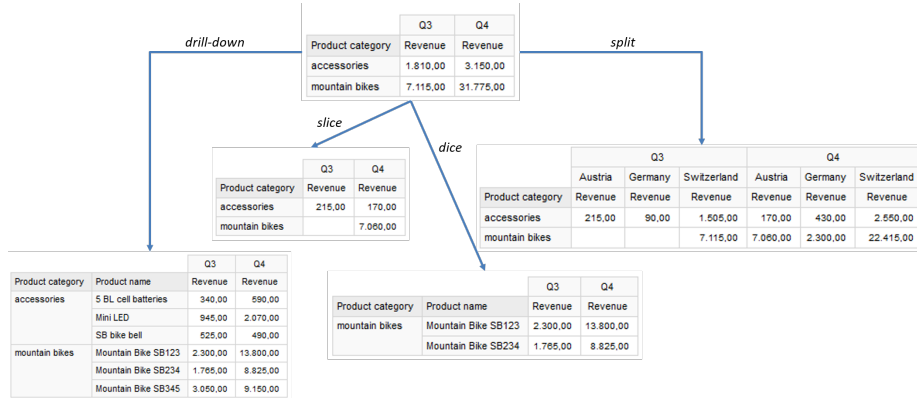 drill-down
split
Q3 Q4
Product category Revenue Revenue
accessories 1.810,00 3.150,00
mountain bikes 7.115,00 31.775,00
slice
dice
Q3 Q4
Product category Revenue Revenue
accessories 215,00 170,00
mountain bikes 7.060,00
Q3 Q4
Austria Germany Switzerland Austria Germany Switzerland
Product category Revenue Revenue Revenue Revenue Revenue Revenue
accessories 215,00 90,00 1.505,00 170,00 430,00 2.550,00
mountain bikes 7.115,00 7.060,00 2.300,00 22.415,00
Q3 Q4
Product category Product name Revenue Revenue
accessories 5 BL cell batteries 340,00 590,00
Mini LED 945,00 2.070,00
SB bike bell 525,00 490,00
mountain bikes Mountain Bike SB123 2.300,00 13.800,00
Mountain Bike SB234 1.765,00 8.825,00
Mountain Bike SB345 3.050,00 9.150,00
Q3 Q4
Product category Product name Revenue Revenue
mountain bikes Mountain Bike SB123 2.300,00 13.800,00
Mountain Bike SB234 1.765,00 8.825,00